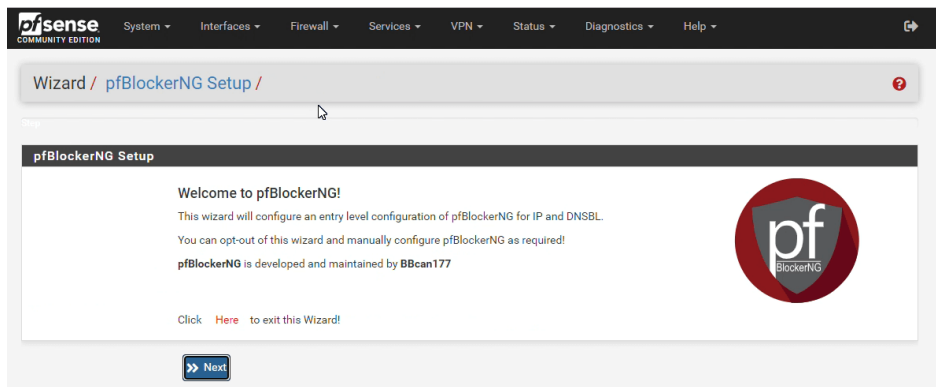 pfsense System Interfaces Firewall Services VPN Status Diagnostics Help
COMMUNITY EDITION
Wizard / pfBlockerNG Setup /
Step
pfBlockerNG Setup
Welcome to pfBlockerNG!
This wizard will configure an entry level configuration of pfBlockerNG for IP and DNSBL.
You can opt-out of this wizard and manually configure pfBlockerNG as required!
pfBlockerNG is developed and maintained by BBcan177
pf
BlockerNG
Click Here to exit this Wizard!
Next